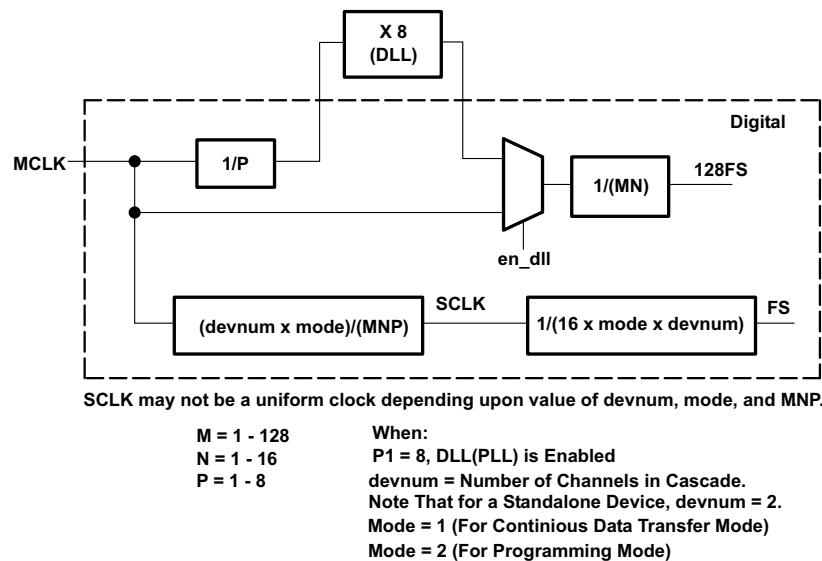 X 8
(DLL)
Digital
MCLK
1/P
1/(MN)
128FS
en_dll
(devnum x mode)/(MNP)
SCLK
1/(16 x mode x devnum)
FS
SCLK may not be a uniform clock depending upon value of devnum, mode, and MNP.
M = 1 - 128
N = 1 - 16
P = 1 - 8
When:
P1 = 8, DLL(PLL) is Enabled
devnum = Number of Channels in Cascade.
Note That for a Standalone Device, devnum = 2.
Mode = 1 (For Continious Data Transfer Mode)
Mode = 2 (For Programming Mode)